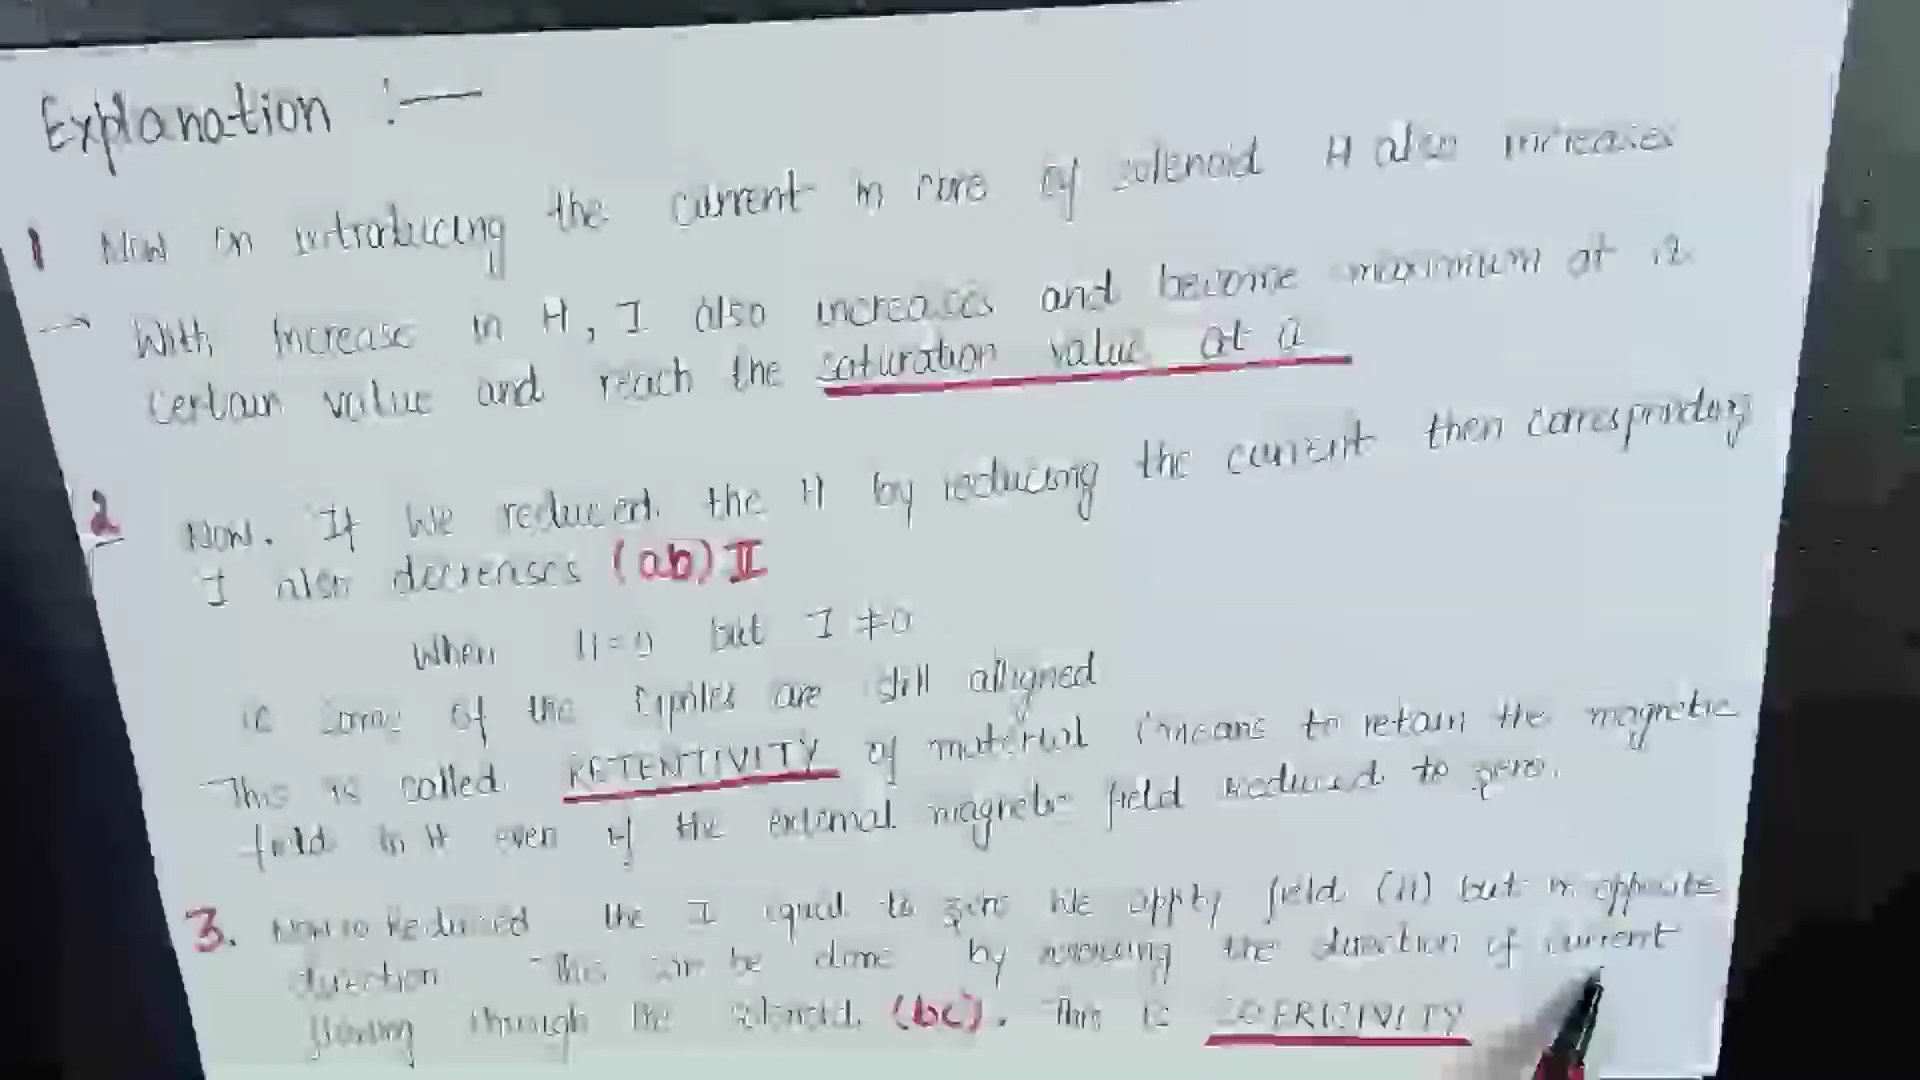 Explanation :—
1 Now on introducing the current in core of solenoid H also increases
→ With increase in H, I also increases and become maximum at a
certain value and reach the saturation value at a
2 Now. If we reduced the H by reducing the current then corresponding
I also decreases (ab) II
When H=0 but I ≠0
ie some of the Dipoles are still alligned
This is called RETENTIVITY of material (means to retain the magnetic
field in it even if the external magnetic field reduced to zero.
3. Now to Reduced the I equal to zero We apply field (H) but in opposite
direction This can be done by reversing the direction of current
flowing through the solenoid. (bc). This is COERICIVITY